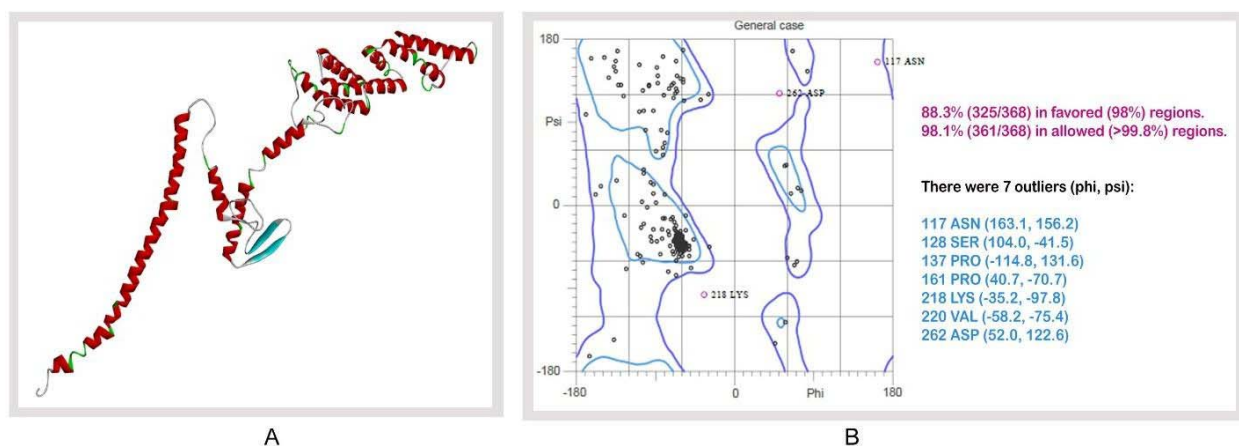 General case
180
117 ASN
262 ASP
Psi
0
218 LYS
-180
-180
0
Phi
180
88.3% (325/368) in favored (98%) regions.
98.1% (361/368) in allowed (>99.8%) regions.
There were 7 outliers (phi, psi):
117 ASN (163.1, 156.2)
128 SER (104.0, -41.5)
137 PRO (-114.8, 131.6)
161 PRO (40.7, -70.7)
218 LYS (-35.2, -97.8)
220 VAL (-58.2, -75.4)
262 ASP (52.0, 122.6)
A
B